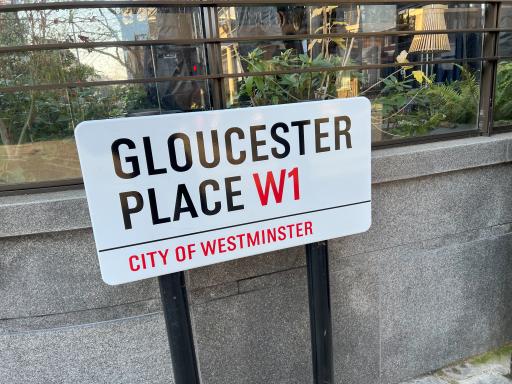 GLOUCESTER
PLACE W1
CITY OF WESTMINSTER